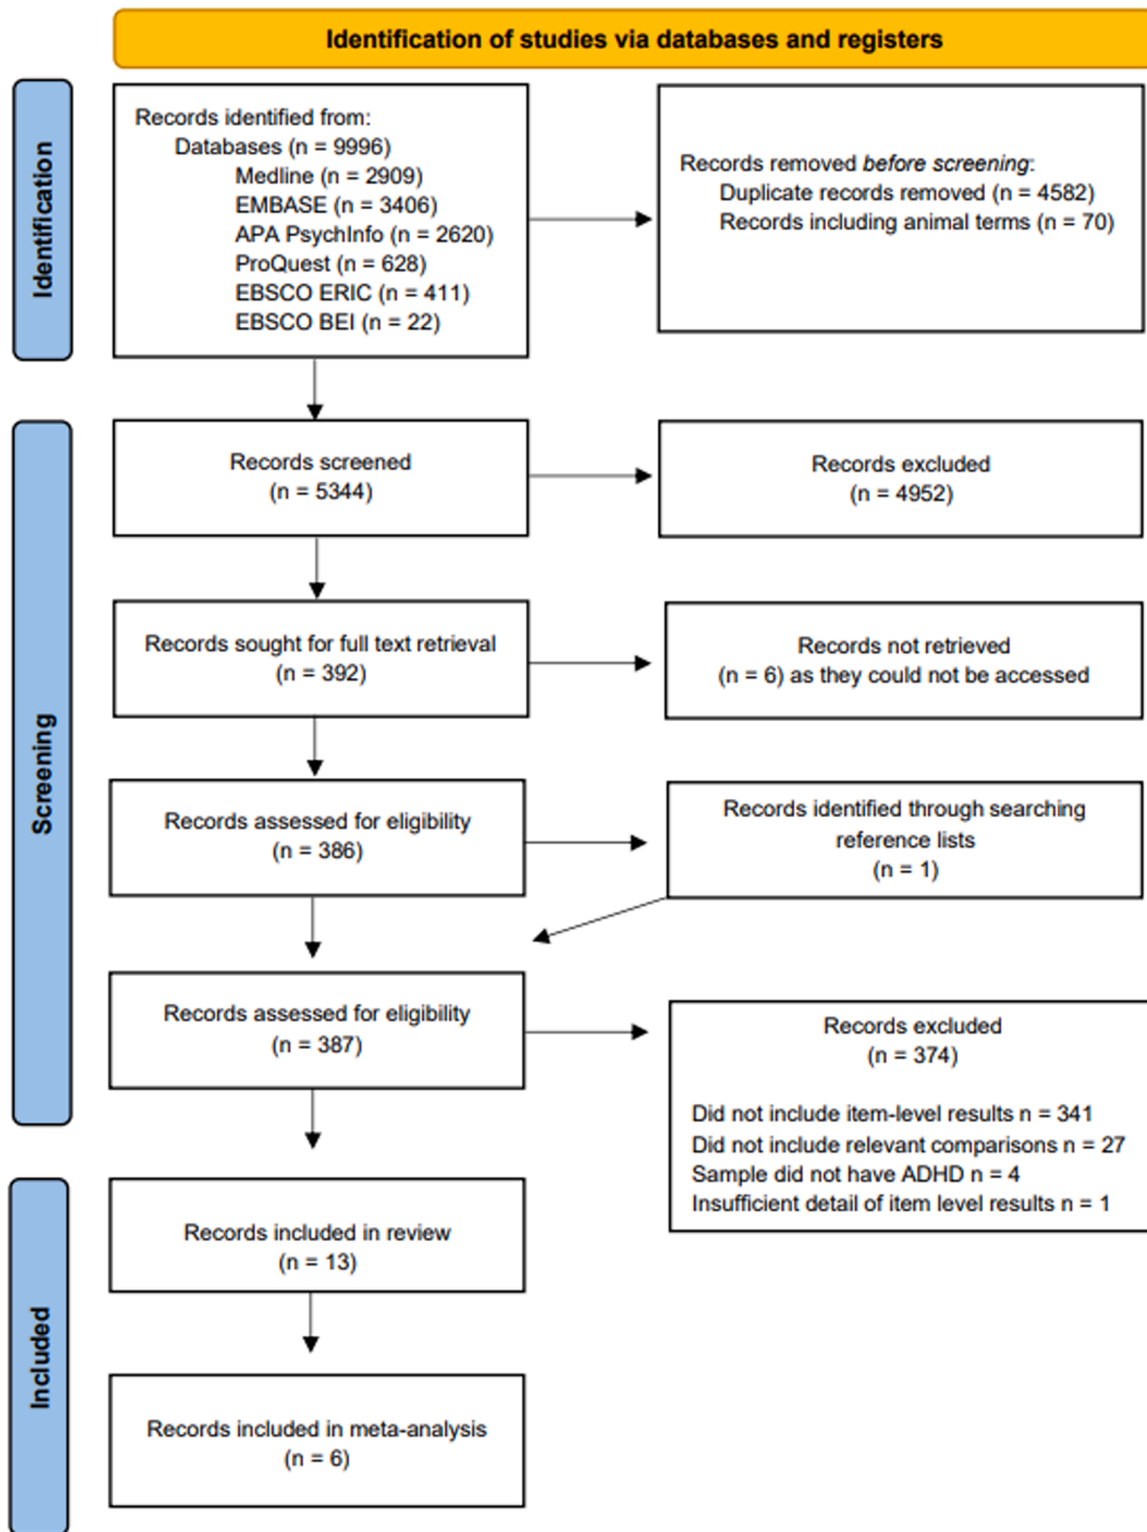 Identification of studies via databases and registers
Identification
Records identified from:
Databases (n = 9996)
Medline (n = 2909)
EMBASE (n = 3406)
APA PsychInfo (n = 2620)
ProQuest (n = 628)
EBSCO ERIC (n = 411)
EBSCO BEI (n = 22)
Records removed before screening:
Duplicate records removed (n = 4582)
Records including animal terms (n = 70)
Screening
Records screened
(n = 5344)
Records excluded
(n = 4952)
Records sought for full text retrieval
(n = 392)
Records not retrieved
(n = 6) as they could not be accessed
Records assessed for eligibility
(n = 386)
Records identified through searching
reference lists
(n = 1)
Records assessed for eligibility
(n = 387)
Records excluded
(n = 374)
Did not include item-level results n = 341
Did not include relevant comparisons n = 27
Sample did not have ADHD n = 4
Insufficient detail of item level results n = 1
Included
Records included in review
(n = 13)
Records included in meta-analysis
(n = 6)